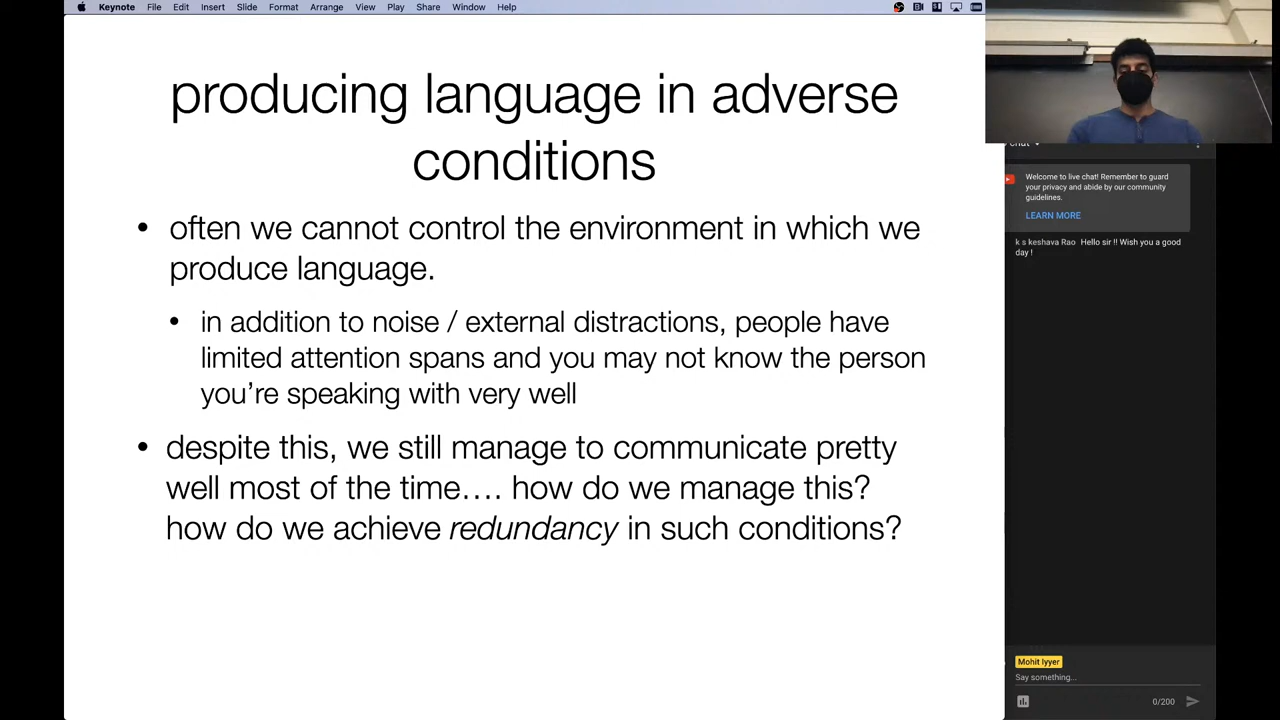 Keynote File Edit Insert Slide Format Arrange View Play Share Window Help
producing language in adverse
conditions
• often we cannot control the environment in which we
produce language.
• in addition to noise / external distractions, people have
limited attention spans and you may not know the person
you’re speaking with very well
• despite this, we still manage to communicate pretty
well most of the time…. how do we manage this?
how do we achieve redundancy in such conditions?
chat
Welcome to live chat! Remember to guard
your privacy and abide by our community
guidelines.
LEARN MORE
k s keshava Rao Hello sir !! Wish you a good
day !
Mohit Iyyer
Say something...
0/200